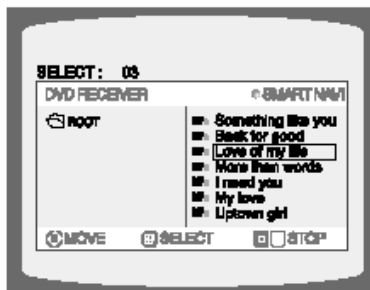 SELECT : 03
DVD RECEIVER
SMART NAVI
ROOT
Something like you
Back for good
Love of my life
More than words
I need you
My love
Uptown girl
MOVE SELECT STOP